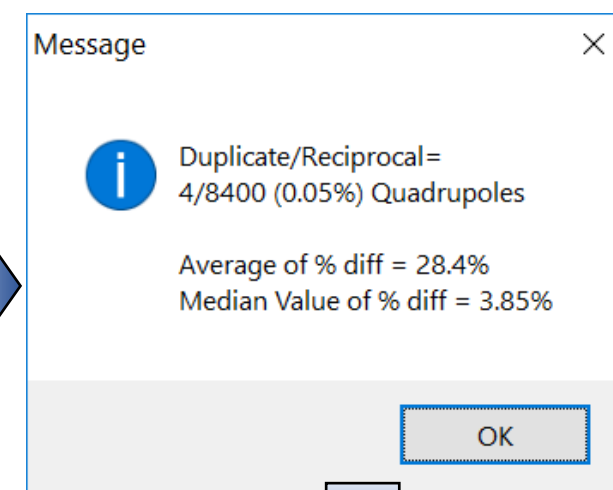 Message
Duplicate/Reciprocal=
4/8400 (0.05%) Quadrupoles
Average of % diff = 28.4%
Median Value of % diff = 3.85%
OK